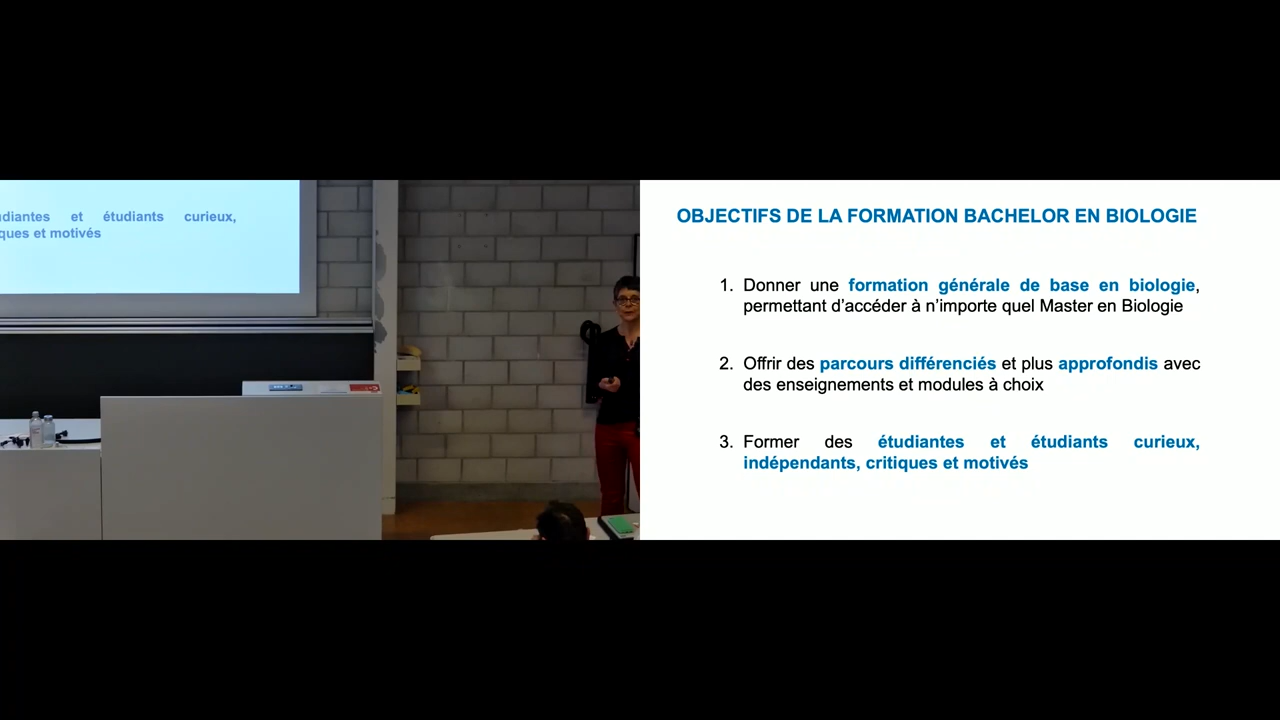 udiantes et étudiants curieux,
ques et motivés
OBJECTIFS DE LA FORMATION BACHELOR EN BIOLOGIE
1. Donner une formation générale de base en biologie,
permettant d’accéder à n’importe quel Master en Biologie
2. Offrir des parcours différenciés et plus approfondis avec
des enseignements et modules à choix
3. Former des étudiantes et étudiants curieux,
indépendants, critiques et motivés